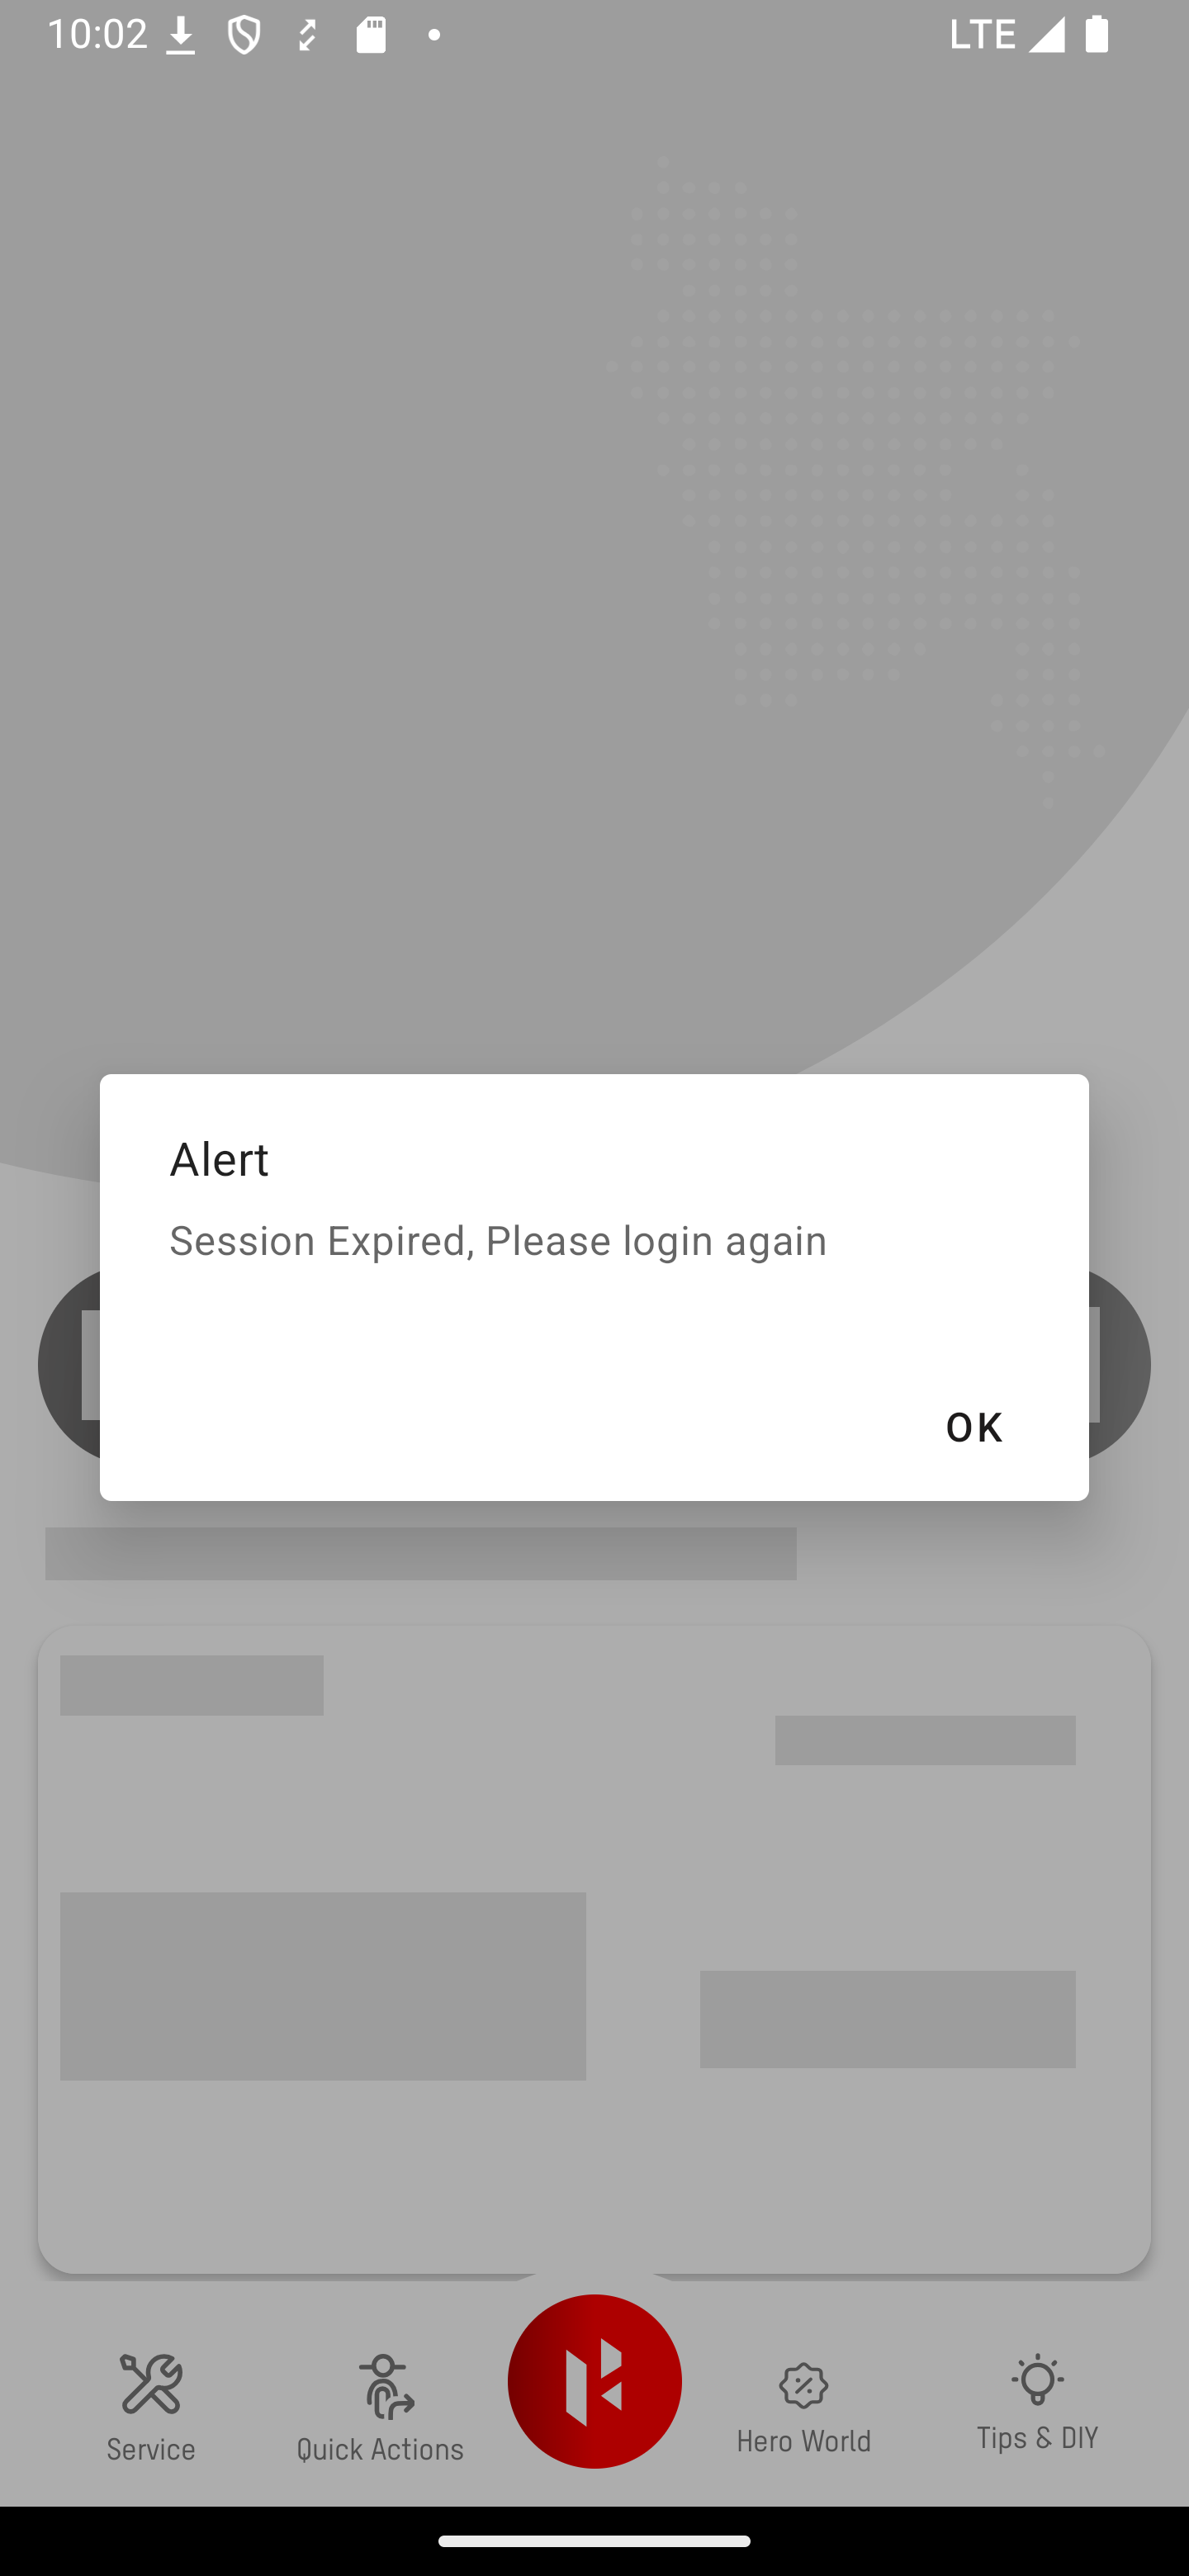 10:02
LTE
Alert
Session Expired, Please login again
OK
Service
Quick Actions
Hero World
Tips & DIY